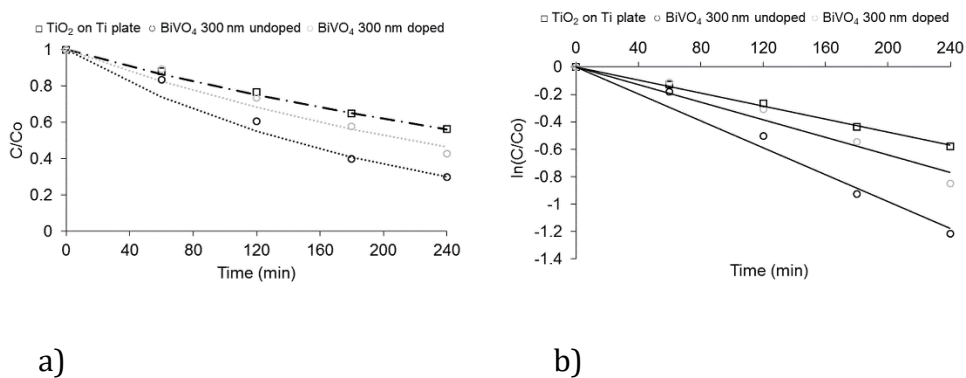 □ TiO₂ on Ti plate ○ BiVO₄ 300 nm undoped ○ BiVO₄ 300 nm doped
1
0.8
0.6
0.4
0.2
0
0 40 80 120 160 200 240
C/Co
Time (min)
a)
□ TiO₂ on Ti plate ○ BiVO₄ 300 nm undoped ○ BiVO₄ 300 nm doped
0 40 80 120 160 200 240
0
-0.2
-0.4
-0.6
-0.8
-1
-1.2
-1.4
ln(C/Co)
Time (min)
b)